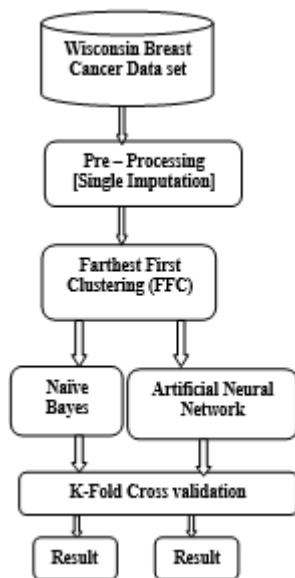 Wisconsin Breast
Cancer Data set
Pre – Processing
[Single Imputation]
Farthest First
Clustering (FFC)
Naïve
Bayes
Artificial Neural
Network
K-Fold Cross validation
Result
Result